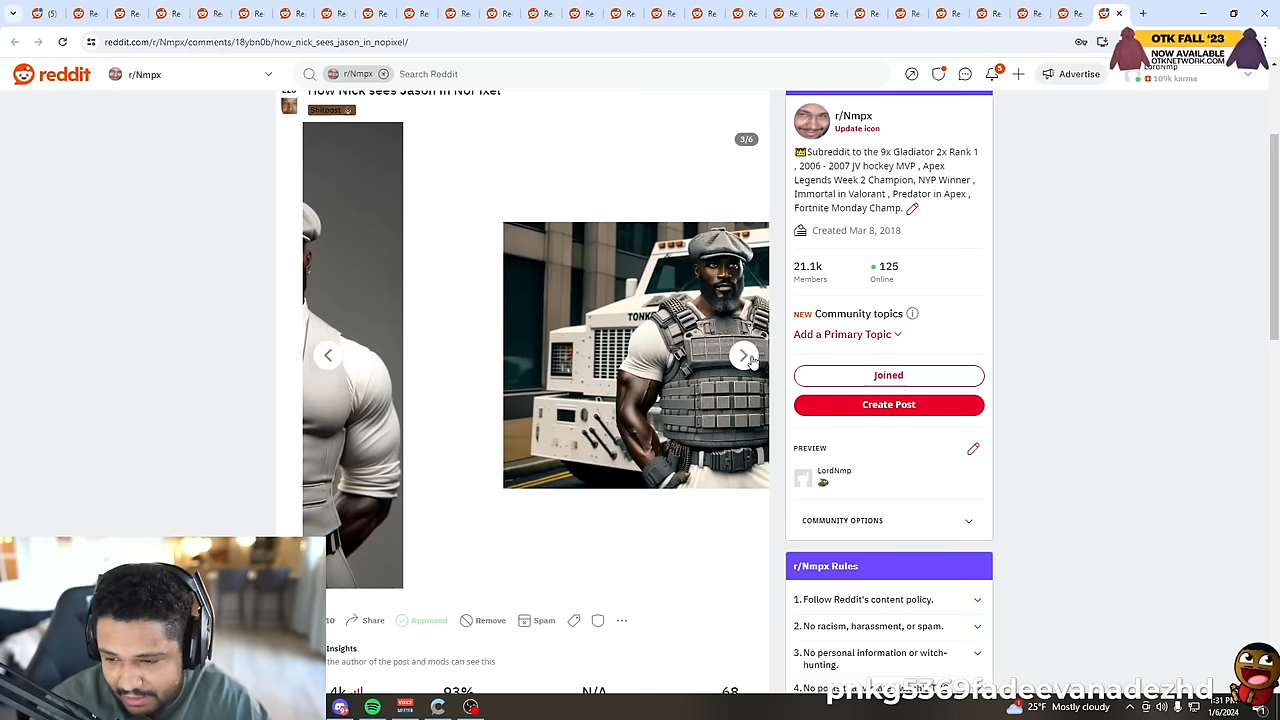 (5)
OTK FALL '23
NOW AVAILABLE
OTKNETWORK.COM
reddit.com/r/Nmpx/comments/18ybn0b/how_nick_sees_jason_in_nopixel/
reddit
r/Nmpx
r/Nmpx
Search Reddit
5
Advertise
109k karma
How Nick sees Jason in NoPixel
Shitpost
3/6
TONK
r/Nmpx
Update icon
Subreddit to the 9x Gladiator 2x Rank 1
, 2006 - 2007 JV hockey MVP , Apex
Legends Week 2 Champion, NYP Winner ,
Immortal in Valorant , Predator in Apex ,
Fortnite Monday Champ.
Created Mar 8, 2018
21.1k
125
Members
Online
NEW Community topics
Add a Primary Topic
Joined
Create Post
PREVIEW
LordNmp
COMMUNITY OPTIONS
r/Nmpx Rules
1. Follow Reddit's content policy.
2. No racism, harassment, or spam.
3. No personal information or witch-
hunting.
10
Share
Approved
Remove
Spam
Insights
the author of the post and mods can see this
93%
N/A
68
pnkg5369fadeevanadezhd
25°F Mostly cloudy
1:31 PM
1/6/2024